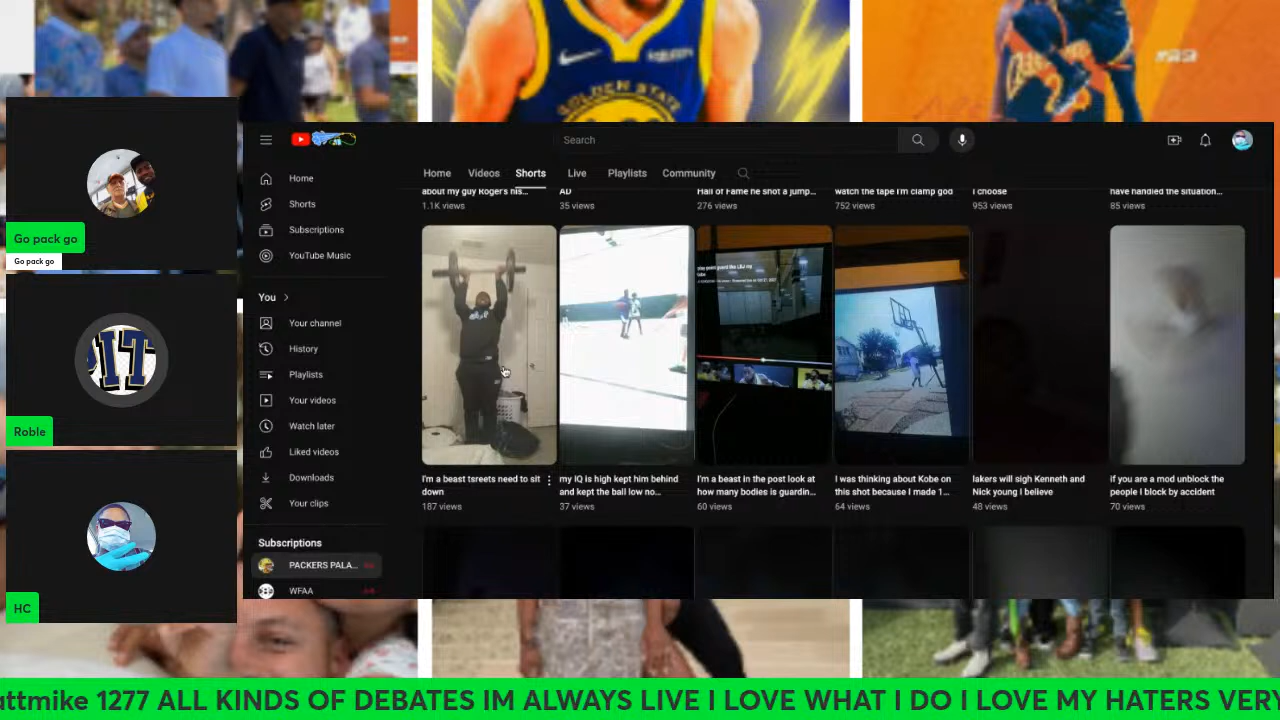 GOLDEN STATE
Go pack go
Go pack go
Roble
HC
Search
Home
Videos
Shorts
Live
Playlists
Community
Home
Shorts
Subscriptions
YouTube Music
You
Your channel
History
Playlists
Your videos
Watch later
Liked videos
Downloads
Your clips
Subscriptions
PACKERS PALA...
WFAA
about my guy Roger's his...
1.1K views
AD
35 views
Hall of Fame he shot a jump...
276 views
watch the tape I'm clamp god
752 views
I choose
953 views
have handled the situation...
85 views
I'm a beast tsreets need to sit
down
187 views
my IQ is high kept him behind
and kept the ball low no...
37 views
I'm a beast in the post look at
how many bodies is guardin...
60 views
I was thinking about Kobe on
this shot because I made 1...
64 views
lakers will sigh Kenneth and
Nick young I believe
48 views
if you are a mod unblock the
people I block by accident
70 views
attmike 1277 ALL KINDS OF DEBATES IM ALWAYS LIVE I LOVE WHAT I DO I LOVE MY HATERS VERY